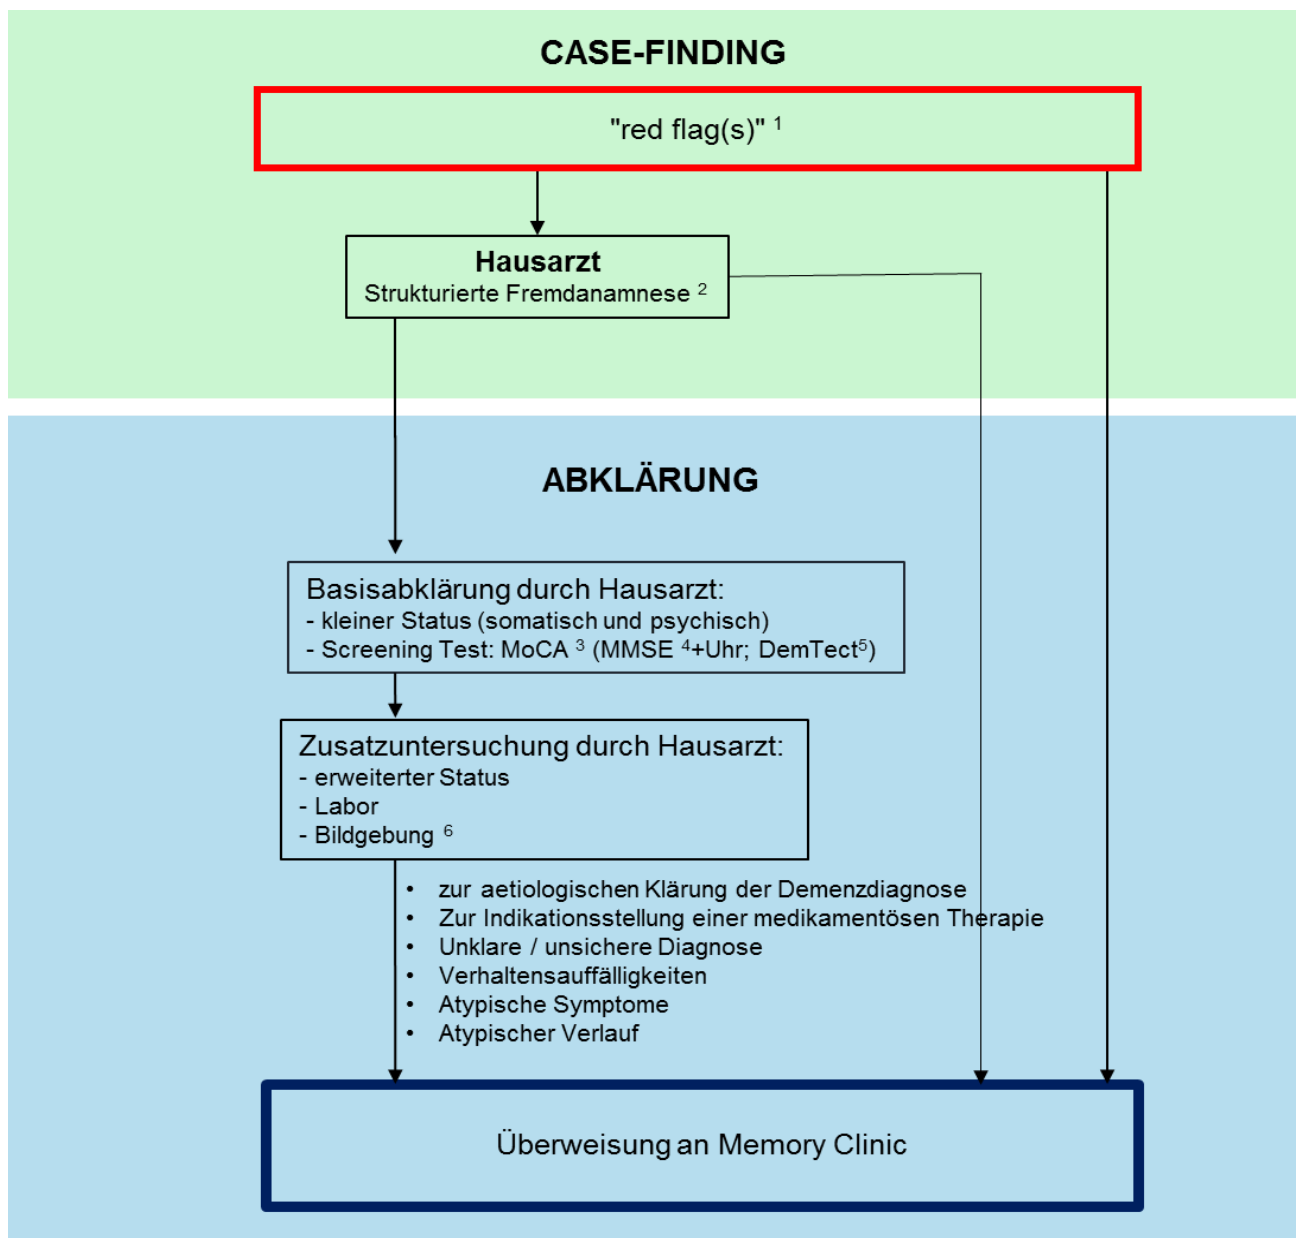 CASE-FINDING
"red flag(s)" 1
Hausarzt
Strukturierte Fremdanamnese 2
ABKLÄRUNG
Basisabklärung durch Hausarzt:
- kleiner Status (somatisch und psychisch)
- Screening Test: MoCA 3 (MMSE 4+Uhr; DemTect5)
Zusatzuntersuchung durch Hausarzt:
- erweiterter Status
- Labor
- Bildgebung 6
• zur aetiologischen Klärung der Demenzdiagnose
• Zur Indikationsstellung einer medikamentösen Therapie
• Unklare / unsichere Diagnose
• Verhaltensauffälligkeiten
• Atypische Symptome
• Atypischer Verlauf
Überweisung an Memory Clinic